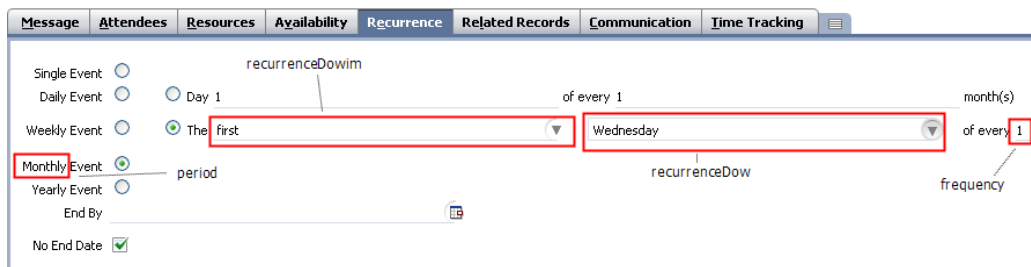 Message Attendees Resources Availability Recurrence Related Records Communication Time Tracking
recurrenceDowim
Single Event
Daily Event Day 1 of every 1 month(s)
Weekly Event The first Wednesday of every 1
Monthly Event
period recurrenceDow frequency
Yearly Event
End By
No End Date